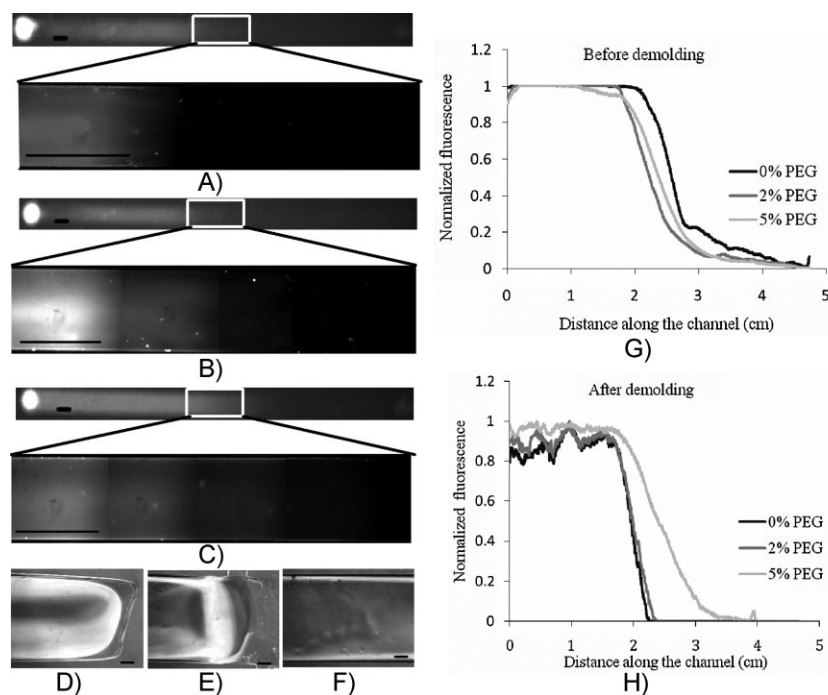 A)
B)
C)
D) E) F)
1.2
1
0.8
0.6
0.4
0.2
0
Before demolding
0% PEG
2% PEG
5% PEG
Normalized fluorescence
0 1 2 3 4 5
Distance along the channel (cm)
G)
1.2
1
0.8
0.6
0.4
0.2
0
After demolding
0% PEG
2% PEG
5% PEG
Normalized fluorescence
0 1 2 3 4 5
Distance along the channel (cm)
H)